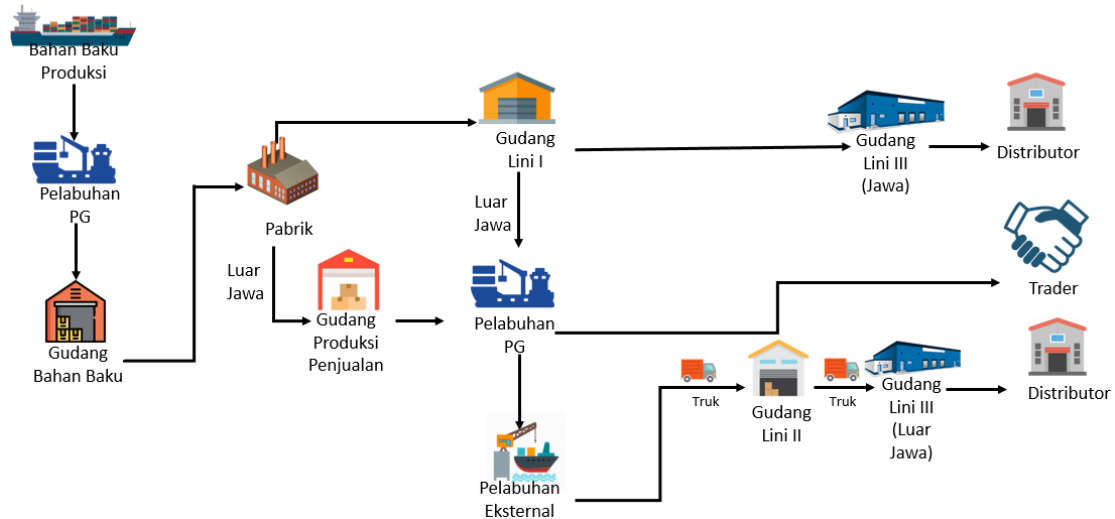 Bahan Baku
Produksi
Pelabuhan
PG
Gudang
Bahan Baku
Pabrik
Luar
Jawa
Gudang
Produksi
Penjualan
Gudang
Lini I
Luar
Jawa
Pelabuhan
PG
Pelabuhan
Eksternal
Gudang
Lini III
(Jawa)
Distributor
Trader
Truk
Gudang
Lini II
Truk
Gudang
Lini III
(Luar
Jawa)
Distributor